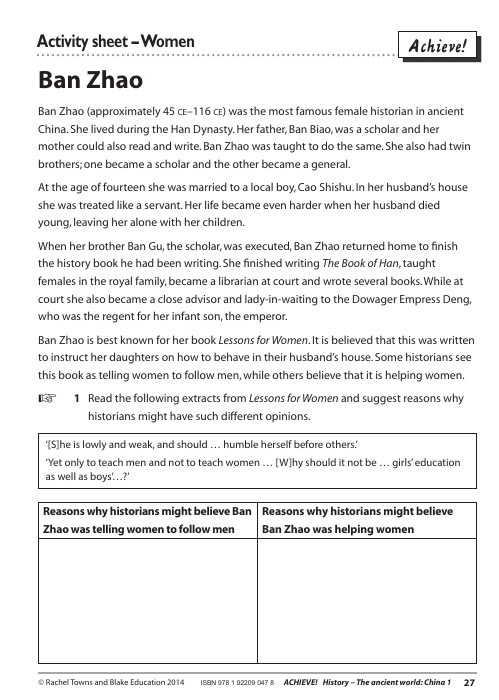 Activity sheet – Women
Achieve!
Ban Zhao
Ban Zhao (approximately 45 CE–116 CE) was the most famous female historian in ancient
China. She lived during the Han Dynasty. Her father, Ban Biao, was a scholar and her
mother could also read and write. Ban Zhao was taught to do the same. She also had twin
brothers; one became a scholar and the other became a general.
At the age of fourteen she was married to a local boy, Cao Shishu. In her husband's house
she was treated like a servant. Her life became even harder when her husband died
young, leaving her alone with her children.
When her brother Ban Gu, the scholar, was executed, Ban Zhao returned home to finish
the history book he had been writing. She finished writing The Book of Han, taught
females in the royal family, became a librarian at court and wrote several books. While at
court she also became a close advisor and lady-in-waiting to the Dowager Empress Deng,
who was the regent for her infant son, the emperor.
Ban Zhao is best known for her book Lessons for Women. It is believed that this was written
to instruct her daughters on how to behave in their husband's house. Some historians see
this book as telling women to follow men, while others believe that it is helping women.
1 Read the following extracts from Lessons for Women and suggest reasons why
historians might have such different opinions.
'[S]he is lowly and weak, and should … humble herself before others.'
'Yet only to teach men and not to teach women … [W]hy should it not be … girls' education
as well as boys'…?'
Reasons why historians might believe Ban
Zhao was telling women to follow men
Reasons why historians might believe
Ban Zhao was helping women
© Rachel Towns and Blake Education 2014 ISBN 978 1 92209 047 8 ACHIEVE! History – The ancient world: China 1 27